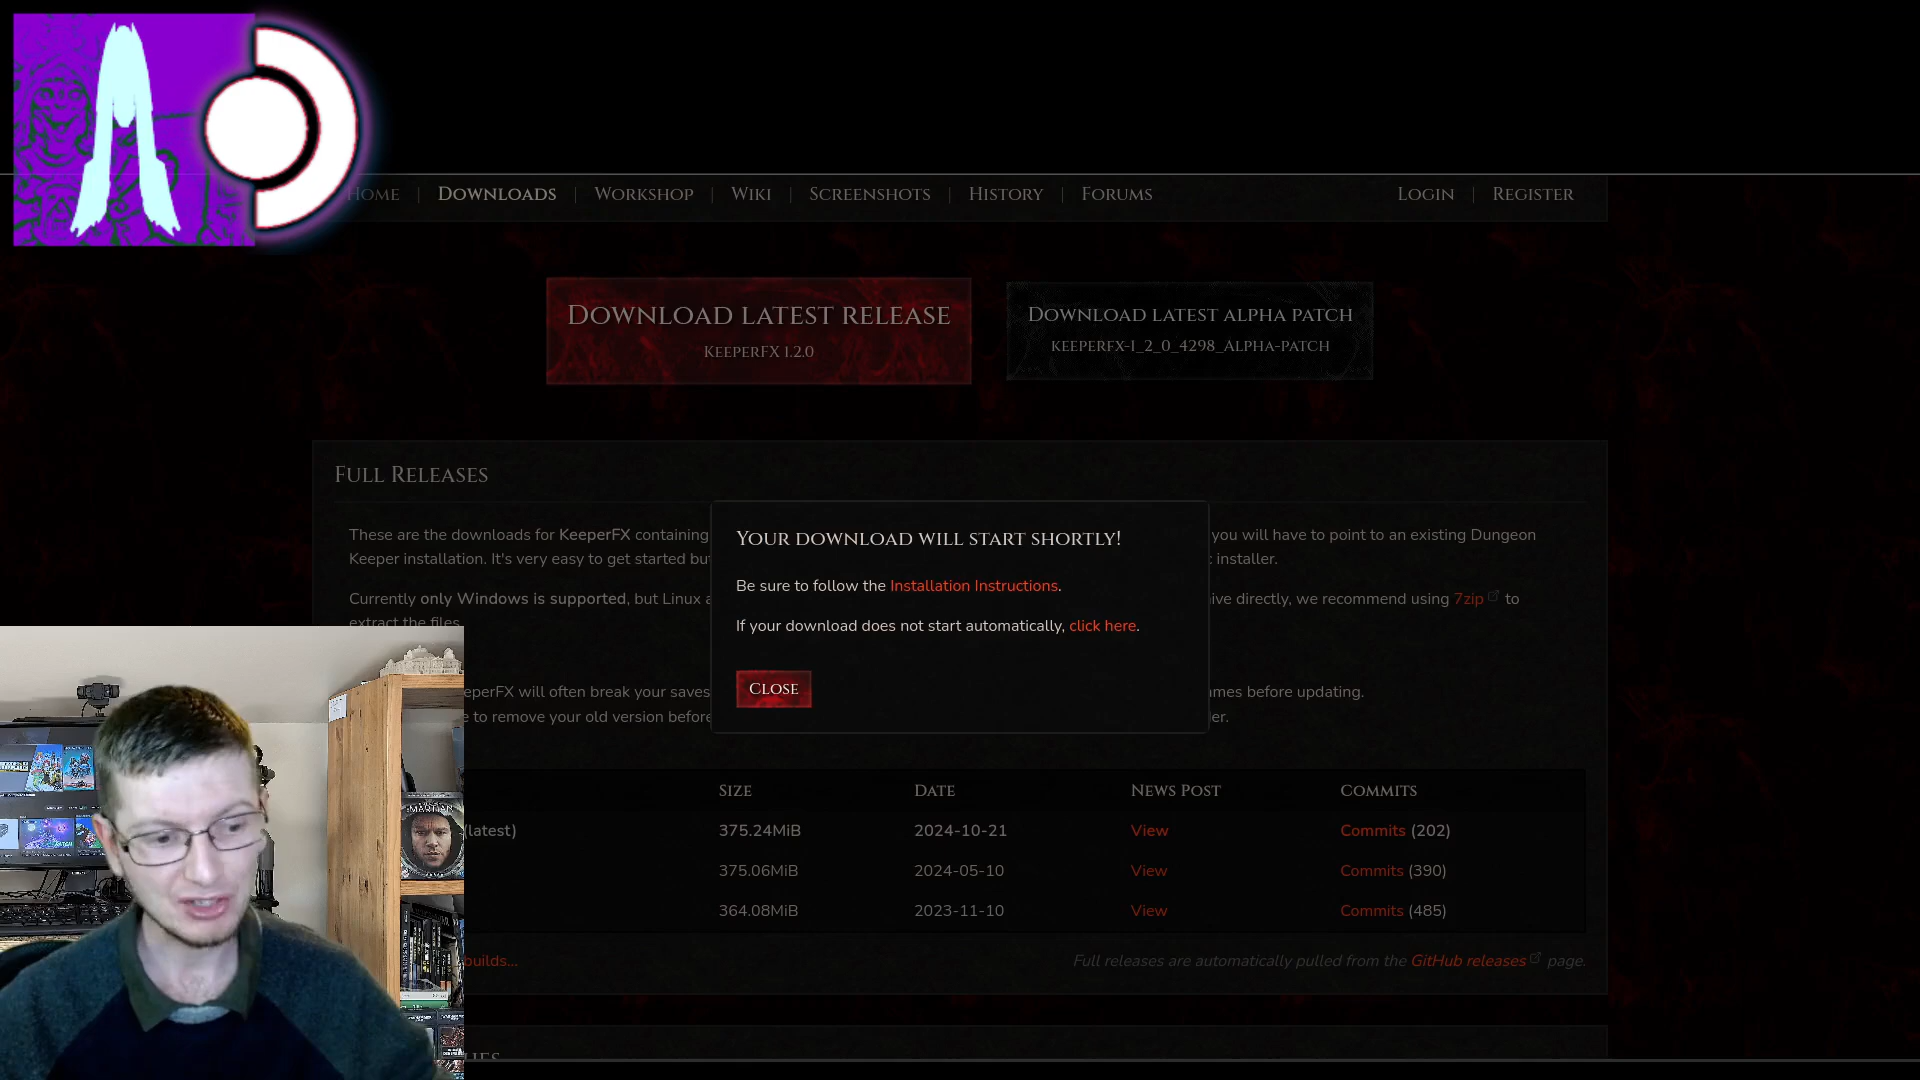 Home | Downloads | Workshop | Wiki | Screenshots | History | Forums
Login | Register
Download latest release
KeeperFX 1.2.0
Download latest alpha patch
keeperfx-1_2_0_4298_Alpha-patch
Full Releases
These are the downloads for KeeperFX containing
you will have to point to an existing Dungeon
Keeper installation. It's very easy to get started bu
installer.
Currently only Windows is supported, but Linux a
ive directly, we recommend using 7zip to
extract the files.
Your download will start shortly!
Be sure to follow the Installation Instructions.
If your download does not start automatically, click here.
Close
eperFX will often break your saves
mes before updating.
e to remove your old version before
er.
Size Date News Post Commits
(latest) 375.24MiB 2024-10-21 View Commits (202)
375.06MiB 2024-05-10 View Commits (390)
364.08MiB 2023-11-10 View Commits (485)
builds...
Full releases are automatically pulled from the GitHub releases page.
MARTIAN